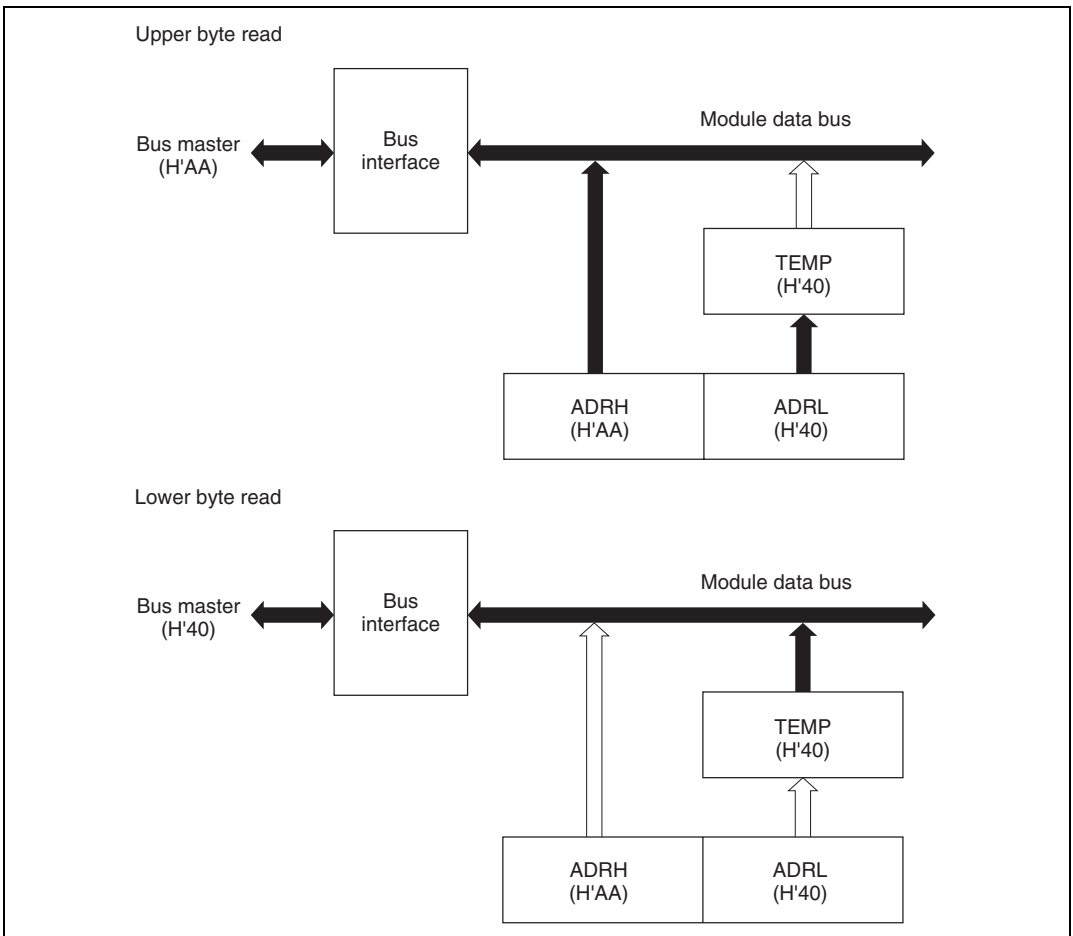 Upper byte read
Bus master
(H'AA)
Bus
interface
Module data bus
TEMP
(H'40)
ADRH
(H'AA)
ADRL
(H'40)
Lower byte read
Bus master
(H'40)
Bus
interface
Module data bus
TEMP
(H'40)
ADRH
(H'AA)
ADRL
(H'40)